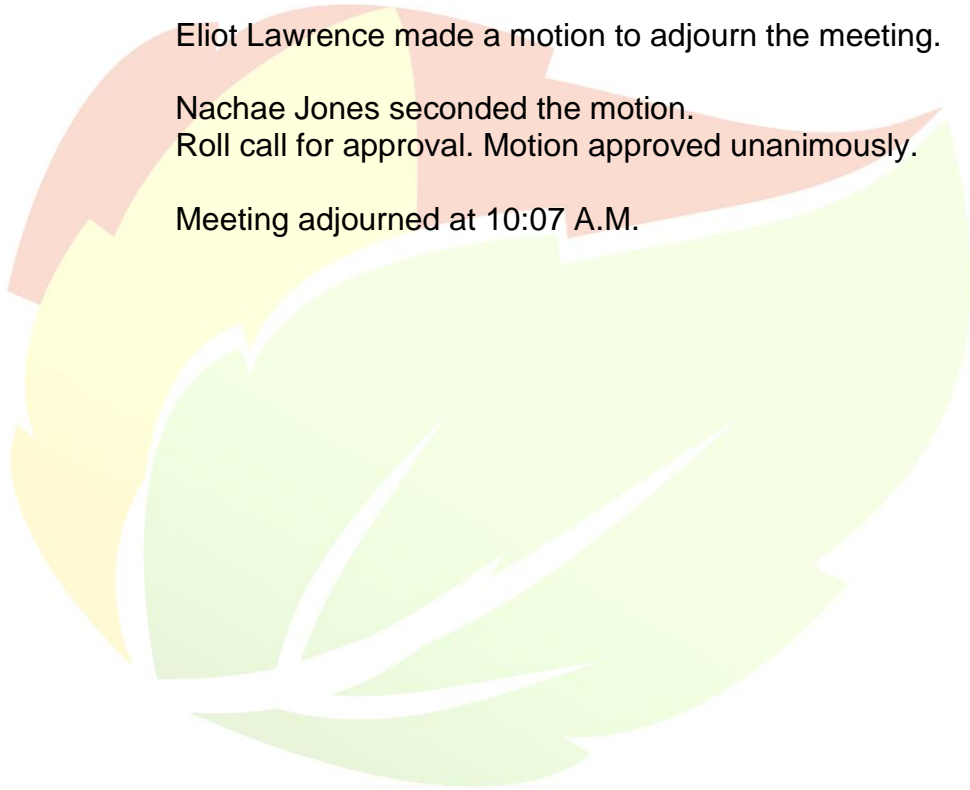 Eliot Lawrence made a motion to adjourn the meeting.
Nachae Jones seconded the motion.
Roll call for approval. Motion approved unanimously.
Meeting adjourned at 10:07 A.M.